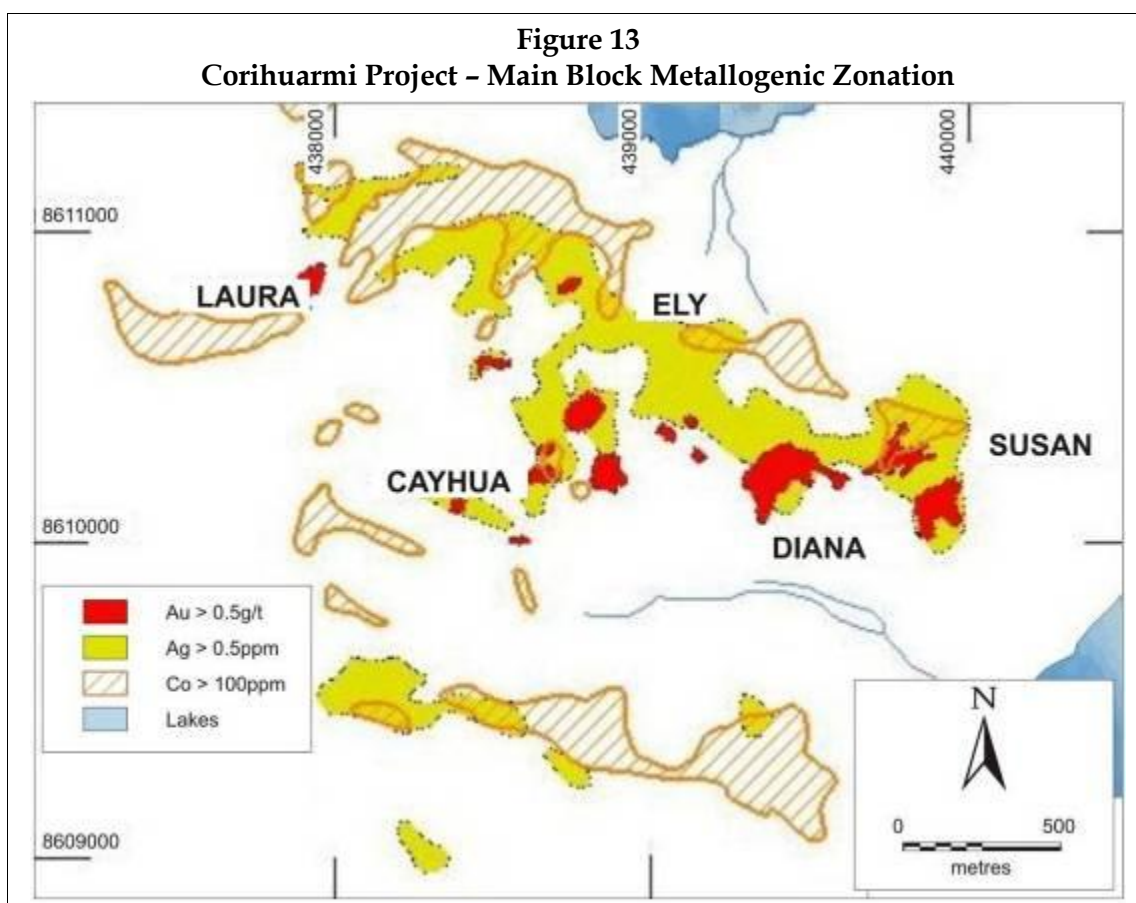 Figure 13
Corihuarmi Project – Main Block Metallogenic Zonation
438000
439000
440000
8611000
LAURA
ELY
SUSAN
CAYHUA
8610000
DIANA
Au > 0.5g/t
Ag > 0.5ppm
Co > 100ppm
Lakes
N
0 500
metres
8609000